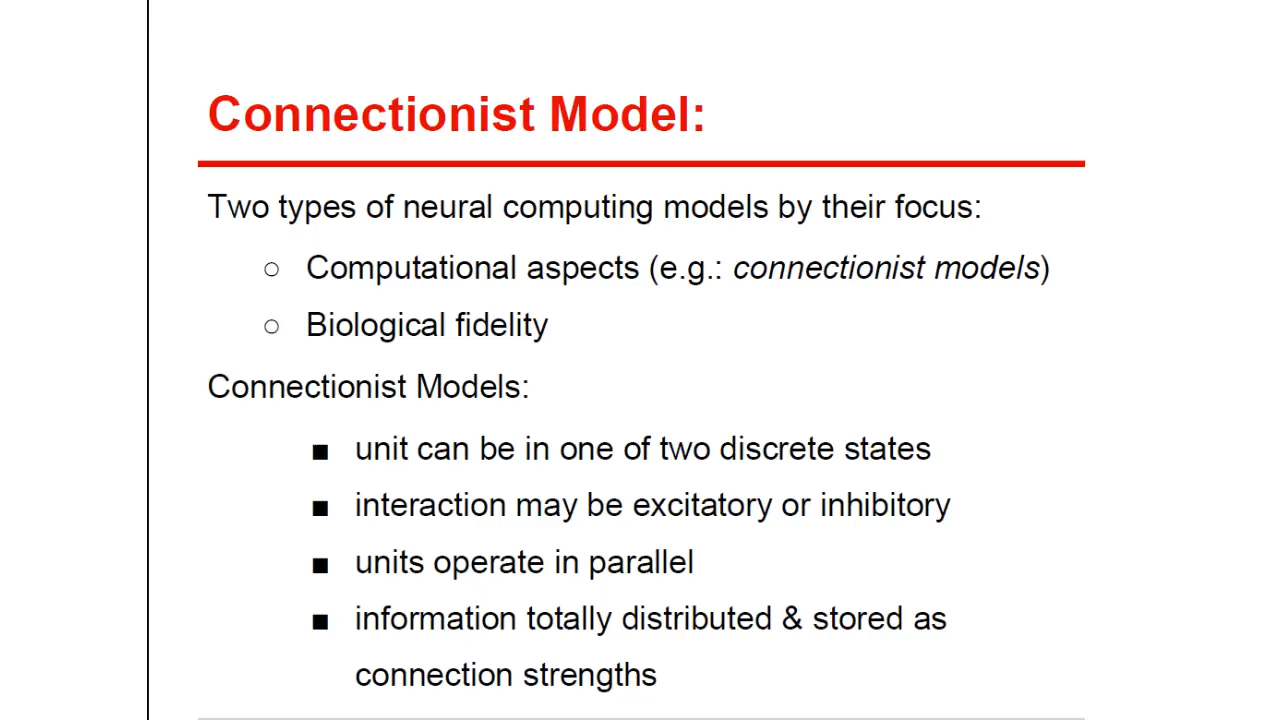 Connectionist Model:
Two types of neural computing models by their focus:
○ Computational aspects (e.g.: connectionist models)
○ Biological fidelity
Connectionist Models:
■ unit can be in one of two discrete states
■ interaction may be excitatory or inhibitory
■ units operate in parallel
■ information totally distributed & stored as
connection strengths